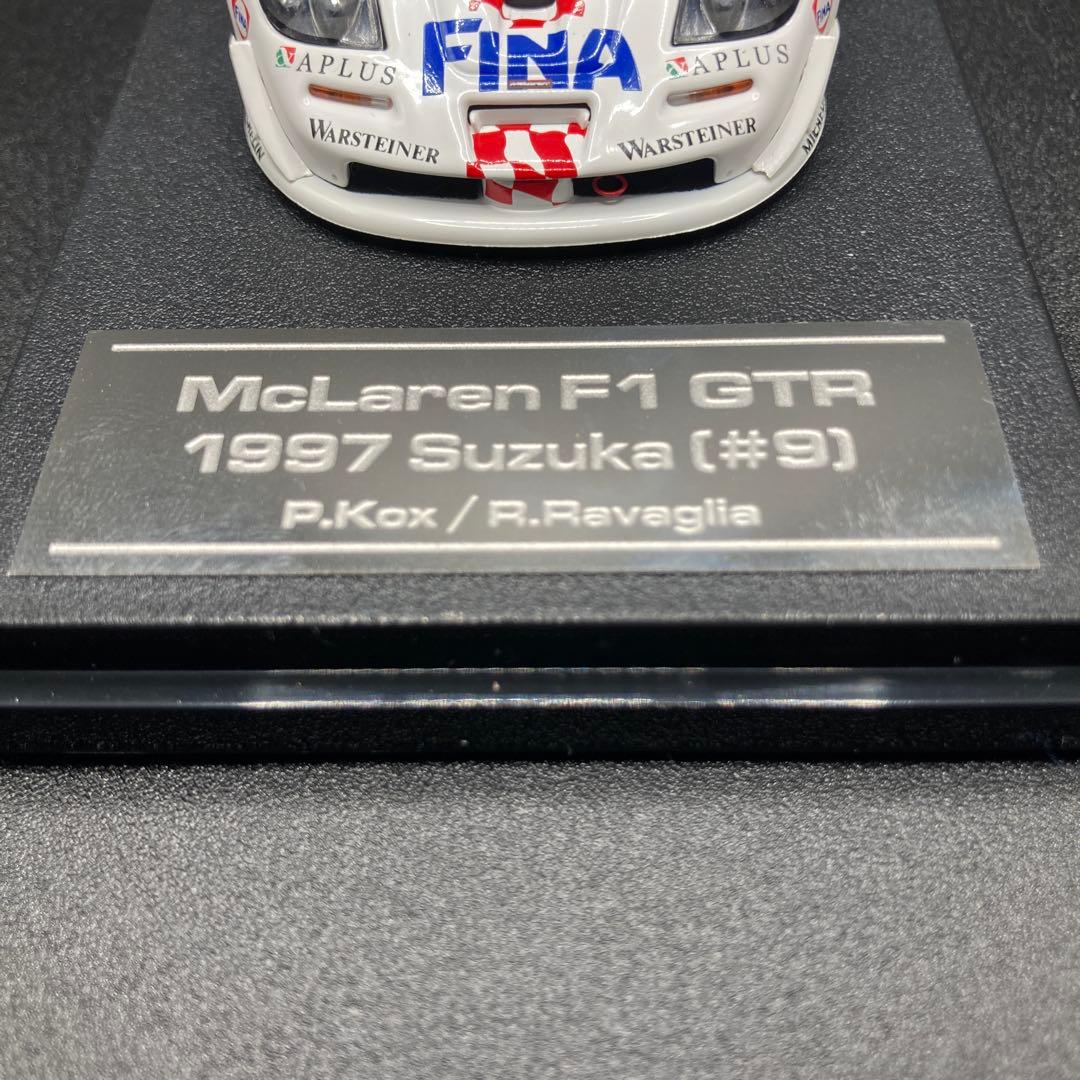 FINA
APLUS
APLUS
WARSTEINER
WARSTEINER
McLaren F1 GTR
1997 Suzuka (#9)
P.Kox / R.Ravaglia